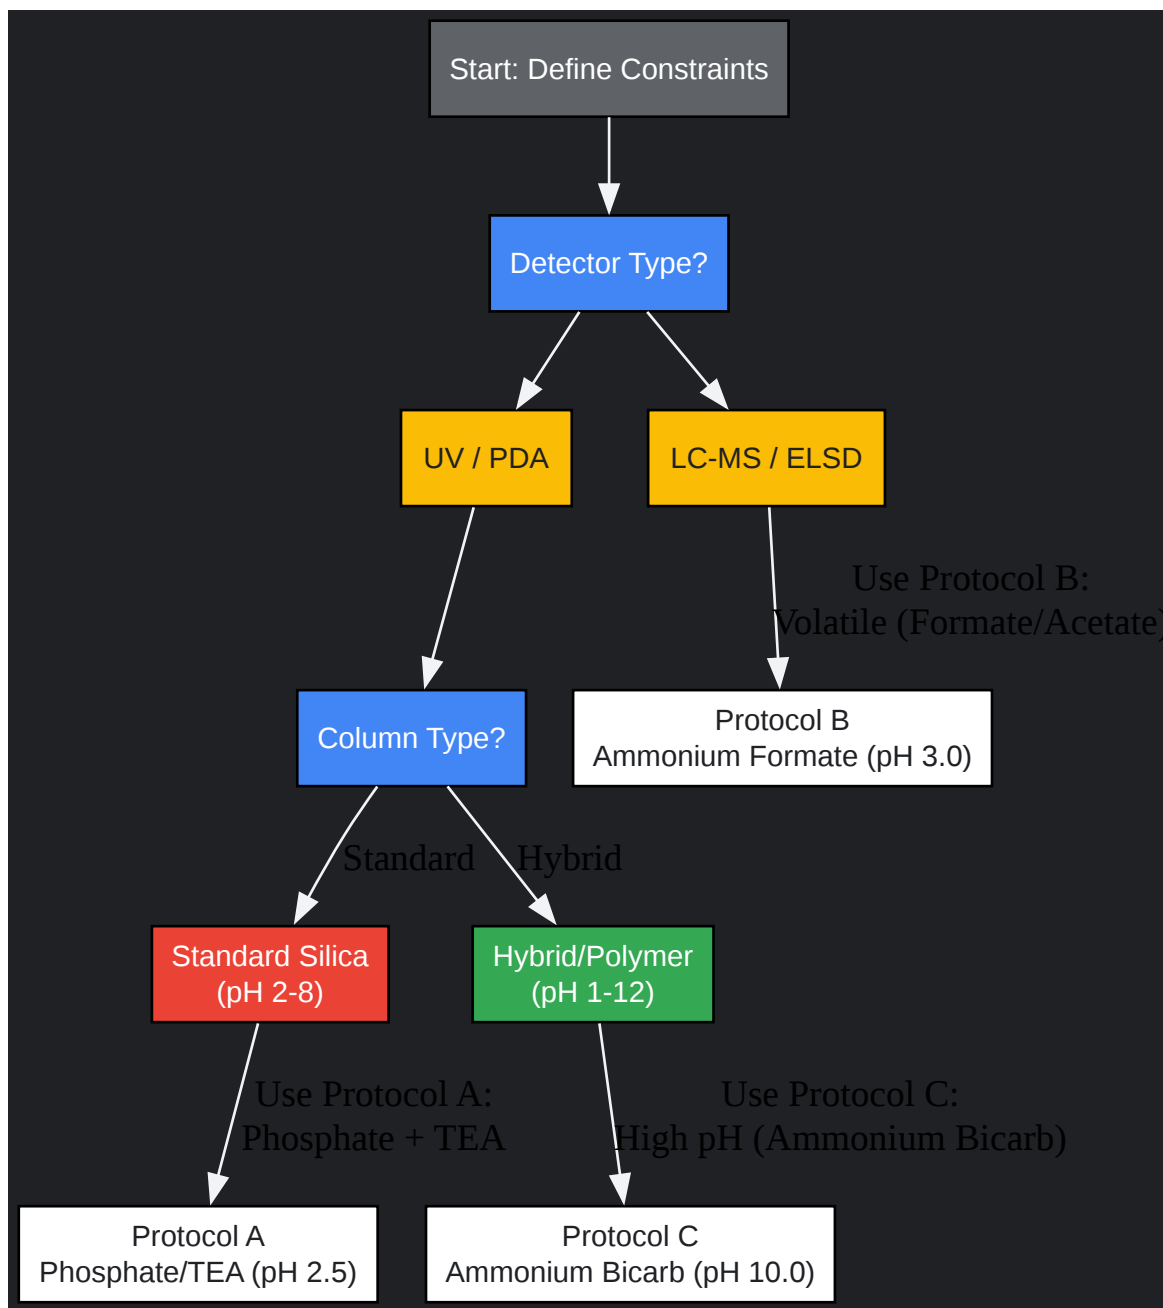 Start: Define Constraints
Detector Type?
UV / PDA
LC-MS / ELSD
Use Protocol B:
Volatile (Formate/Acetate)
Column Type?
Protocol B
Ammonium Formate (pH 3.0)
Standard
Hybrid
Standard Silica
(pH 2-8)
Hybrid/Polymer
(pH 1-12)
Use Protocol A:
Phosphate + TEA
Use Protocol C:
High pH (Ammonium Bicarb)
Protocol A
Phosphate/TEA (pH 2.5)
Protocol C
Ammonium Bicarb (pH 10.0)